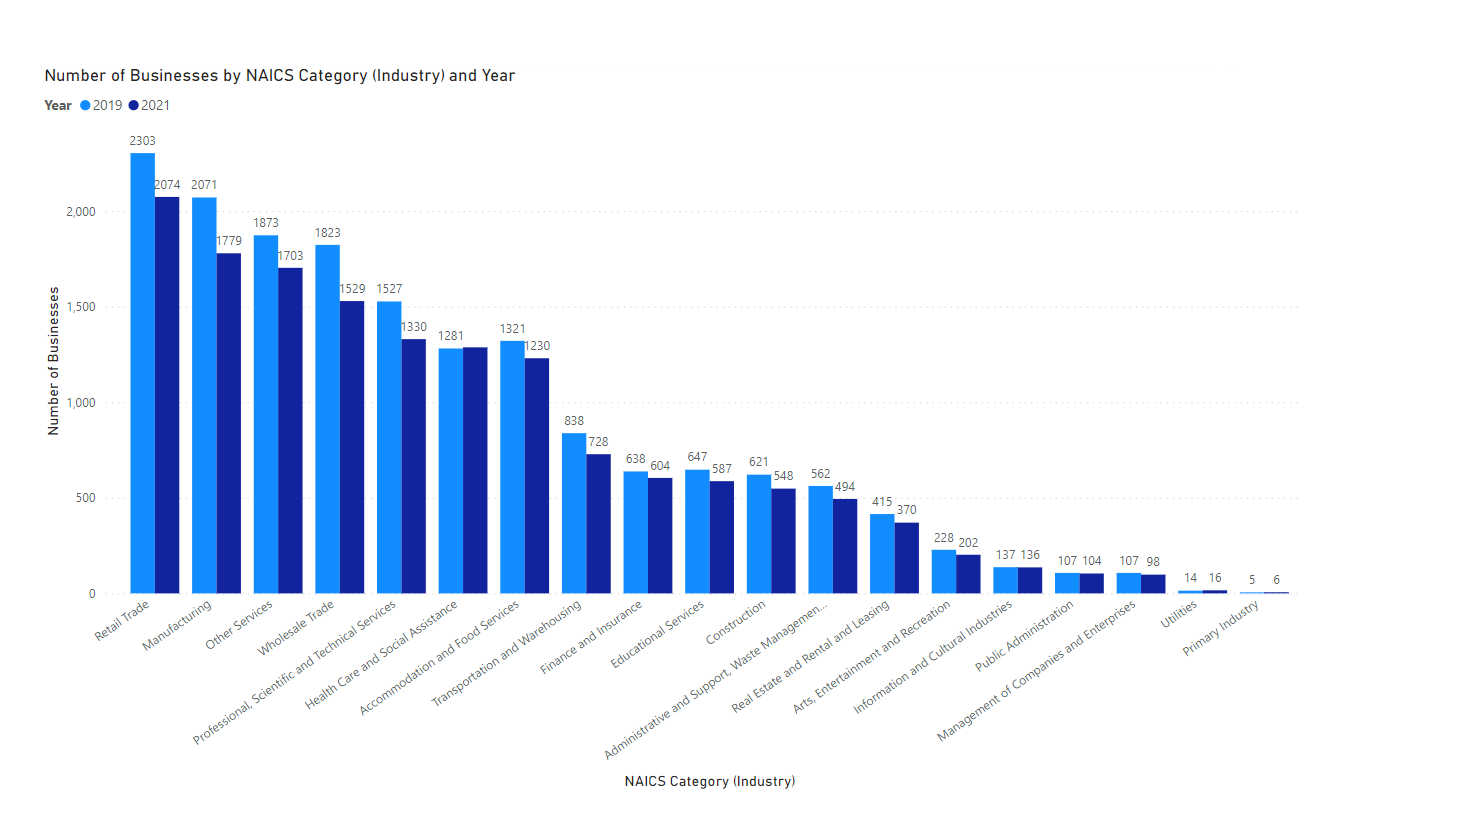 Number of Businesses by NAICS Category (Industry) and Year
Year 2019 2021
Number of Businesses
2,000
1,500
1,000
500
0
2303
2074
2071
1779
1873
1703
1823
1529
1527
1330
1281
1321
1230
838
728
638
604
647
587
621
548
562
494
415
370
228
202
137
136
107
104
107
98
14
16
5
6
Retail Trade
Manufacturing
Other Services
Wholesale Trade
Professional, Scientific and Technical Services
Health Care and Social Assistance
Accommodation and Food Services
Transportation and Warehousing
Finance and Insurance
Educational Services
Construction
Administrative and Support, Waste Managemen...
Real Estate and Rental and Leasing
Arts, Entertainment and Recreation
Information and Cultural Industries
Public Administration
Management of Companies and Enterprises
Utilities
Primary Industry
NAICS Category (Industry)